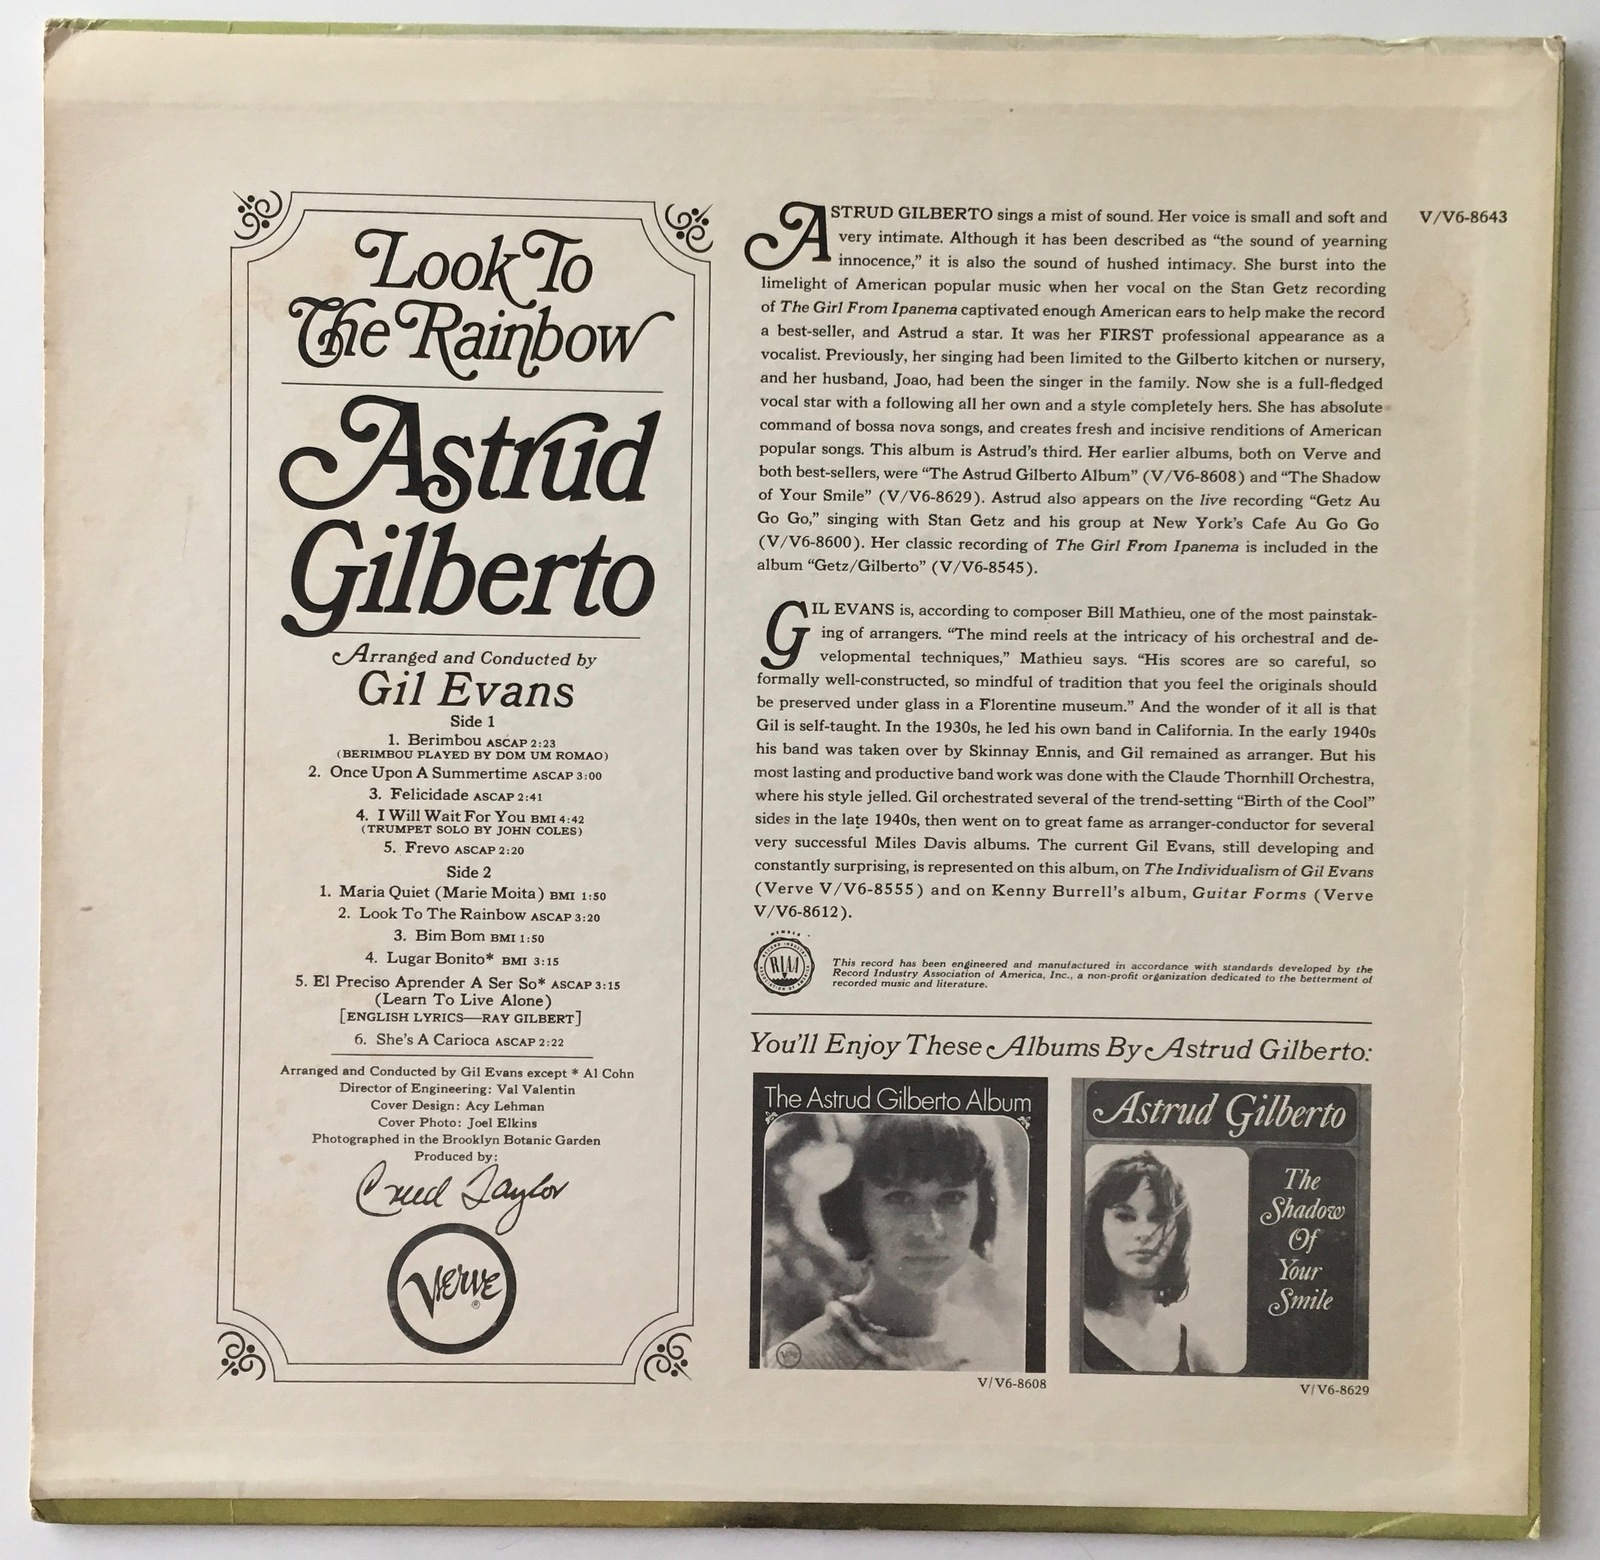 Look To
The Rainbow
Astrud
Gilberto
Arranged and Conducted by
Gil Evans
Side 1
1. Berimbou ASCAP 2:23
(BERIMBOU PLAYED BY DOM UM ROMAO)
2. Once Upon A Summertime ASCAP 3:00
3. Felicidade ASCAP 2:41
4. I Will Wait For You BMI 4:42
(TRUMPET SOLO BY JOHN COLES)
5. Frevo ASCAP 2:20
Side 2
1. Maria Quiet (Marie Moita) BMI 1:50
2. Look To The Rainbow ASCAP 3:20
3. Bim Bom BMI 1:50
4. Lugar Bonito* BMI 3:15
5. El Preciso Aprender A Ser So* ASCAP 3:15
(Learn To Live Alone)
[ENGLISH LYRICS—RAY GILBERT]
6. She's A Carioca ASCAP 2:22
Arranged and Conducted by Gil Evans except * Al Cohn
Director of Engineering: Val Valentin
Cover Design: Acy Lehman
Cover Photo: Joel Elkins
Photographed in the Brooklyn Botanic Garden
Produced by:
Creed Taylor
Verve
®
ASTRUD GILBERTO sings a mist of sound. Her voice is small and soft and
very intimate. Although it has been described as “the sound of yearning
innocence,” it is also the sound of hushed intimacy. She burst into the
limelight of American popular music when her vocal on the Stan Getz recording
of The Girl From Ipanema captivated enough American ears to help make the record
a best-seller, and Astrud a star. It was her FIRST professional appearance as a
vocalist. Previously, her singing had been limited to the Gilberto kitchen or nursery,
and her husband, Joao, had been the singer in the family. Now she is a full-fledged
vocal star with a following all her own and a style completely hers. She has absolute
command of bossa nova songs, and creates fresh and incisive renditions of American
popular songs. This album is Astrud's third. Her earlier albums, both on Verve and
both best-sellers, were “The Astrud Gilberto Album” (V/V6-8608) and “The Shadow
of Your Smile” (V/V6-8629). Astrud also appears on the live recording “Getz Au
Go Go,” singing with Stan Getz and his group at New York's Cafe Au Go Go
(V/V6-8600). Her classic recording of The Girl From Ipanema is included in the
album “Getz/Gilberto” (V/V6-8545).
V/V6-8643
GIL EVANS is, according to composer Bill Mathieu, one of the most painstak-
ing of arrangers. “The mind reels at the intricacy of his orchestral and de-
velopmental techniques,” Mathieu says. “His scores are so careful, so
formally well-constructed, so mindful of tradition that you feel the originals should
be preserved under glass in a Florentine museum.” And the wonder of it all is that
Gil is self-taught. In the 1930s, he led his own band in California. In the early 1940s
his band was taken over by Skinnay Ennis, and Gil remained as arranger. But his
most lasting and productive band work was done with the Claude Thornhill Orchestra,
where his style jelled. Gil orchestrated several of the trend-setting “Birth of the Cool”
sides in the late 1940s, then went on to great fame as arranger-conductor for several
very successful Miles Davis albums. The current Gil Evans, still developing and
constantly surprising, is represented on this album, on The Individualism of Gil Evans
(Verve V/V6-8555) and on Kenny Burrell's album, Guitar Forms (Verve
V/V6-8612).
MEMBER
RECORD INDUSTRY ASSOCIATION OF AMERICA
RIAA
This record has been engineered and manufactured in accordance with standards developed by the
Record Industry Association of America, Inc., a non-profit organization dedicated to the betterment of
recorded music and literature.
You'll Enjoy These Albums By Astrud Gilberto:
The Astrud Gilberto Album
Verve
V/V6-8608
Astrud Gilberto
The
Shadow
Of
Your
Smile
V/V6-8629